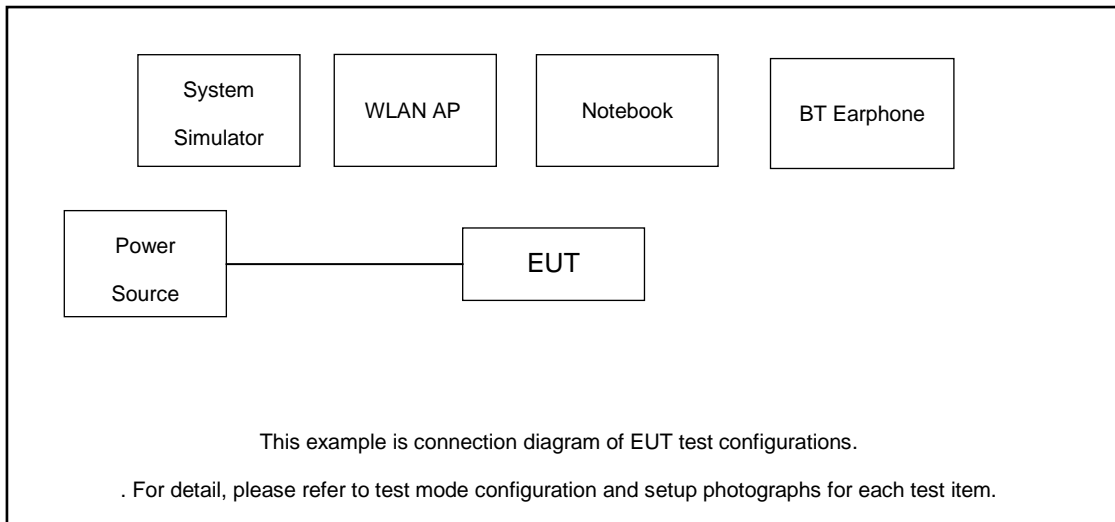 System
Simulator
WLAN AP
Notebook
BT Earphone
Power
Source
EUT
This example is connection diagram of EUT test configurations.
. For detail, please refer to test mode configuration and setup photographs for each test item.